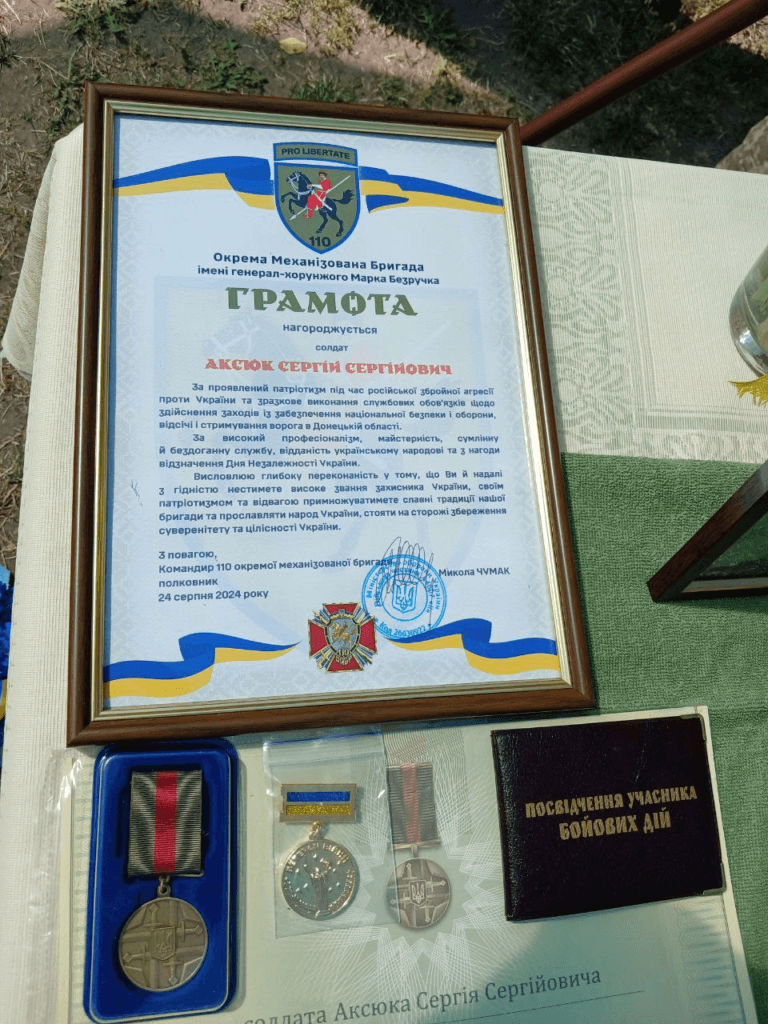 PRO LIBERTATE
110
Окрема Механізована Бригада
імені генерал-хорунжого Марка Безручка
ГРАМОТА
нагороджується
солдат
АКСЮК СЕРГІЙ СЕРГІЙОВИЧ
За проявлений патріотизм під час російської збройної агресії
проти України та зразкове виконання службових обов'язків щодо
здійснення заходів із забезпечення національної безпеки і оборони,
відсічі і стримування ворога в Донецькій області.
За високий професіоналізм, майстерність, сумлінну
й бездоганну службу, відданість українському народові та з нагоди
відзначення Дня Незалежності України.
Висловлюю глибоку переконаність у тому, що Ви й надалі
з гідністю нестимете високе звання захисника України, своїм
патріотизмом та відвагою примножуватимете славні традиції нашої
бригади та прославляти народ України, стояти на сторожі збереження
суверенітету та цілісності України.
З повагою,
Командир 110 окремої механізованої бригади
полковник
Микола ЧУМАК
24 серпня 2024 року
110
ПОСВІДЧЕННЯ УЧАСНИКА
БОЙОВИХ ДІЙ
солдата Аксюка Сергія Сергійовича